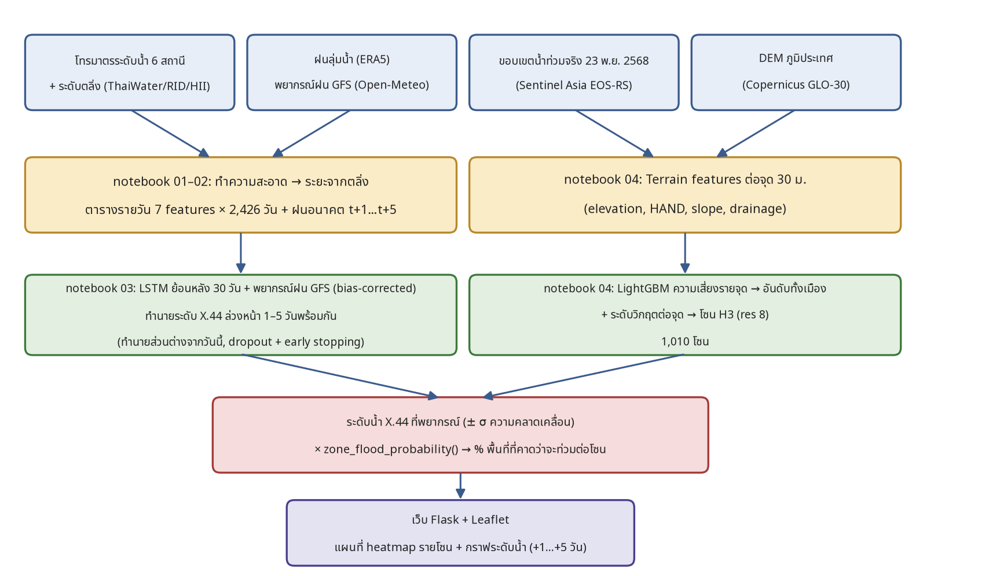 โทรมาตรระดับน้ำ 6 สถานี
+ ระดับตลิ่ง (ThaiWater/RID/HII)
ฝนลุ่มน้ำ (ERA5)
พยากรณ์ฝน GFS (Open-Meteo)
ขอบเขตน้ำท่วมจริง 23 พ.ย. 2568
(Sentinel Asia EOS-RS)
DEM ภูมิประเทศ
(Copernicus GLO-30)
notebook 01–02: ทำความสะอาด → ระยะจากตลิ่ง
ตารางรายวัน 7 features × 2,426 วัน + ฝนอนาคต t+1…t+5
notebook 04: Terrain features ต่อจุด 30 ม.
(elevation, HAND, slope, drainage)
notebook 03: LSTM ย้อนหลัง 30 วัน + พยากรณ์ฝน GFS (bias-corrected)
ทำนายระดับ X.44 ล่วงหน้า 1–5 วันพร้อมกัน
(ทำนายส่วนต่างจากวันนี้, dropout + early stopping)
notebook 04: LightGBM ความเสี่ยงรายจุด → อันดับทั้งเมือง
+ ระดับวิกฤตต่อจุด → โซน H3 (res 8)
1,010 โซน
ระดับน้ำ X.44 ที่พยากรณ์ (± σ ความคลาดเคลื่อน)
× zone_flood_probability() → % พื้นที่ที่คาดว่าจะท่วมต่อโซน
เว็บ Flask + Leaflet
แผนที่ heatmap รายโซน + กราฟระดับน้ำ (+1…+5 วัน)